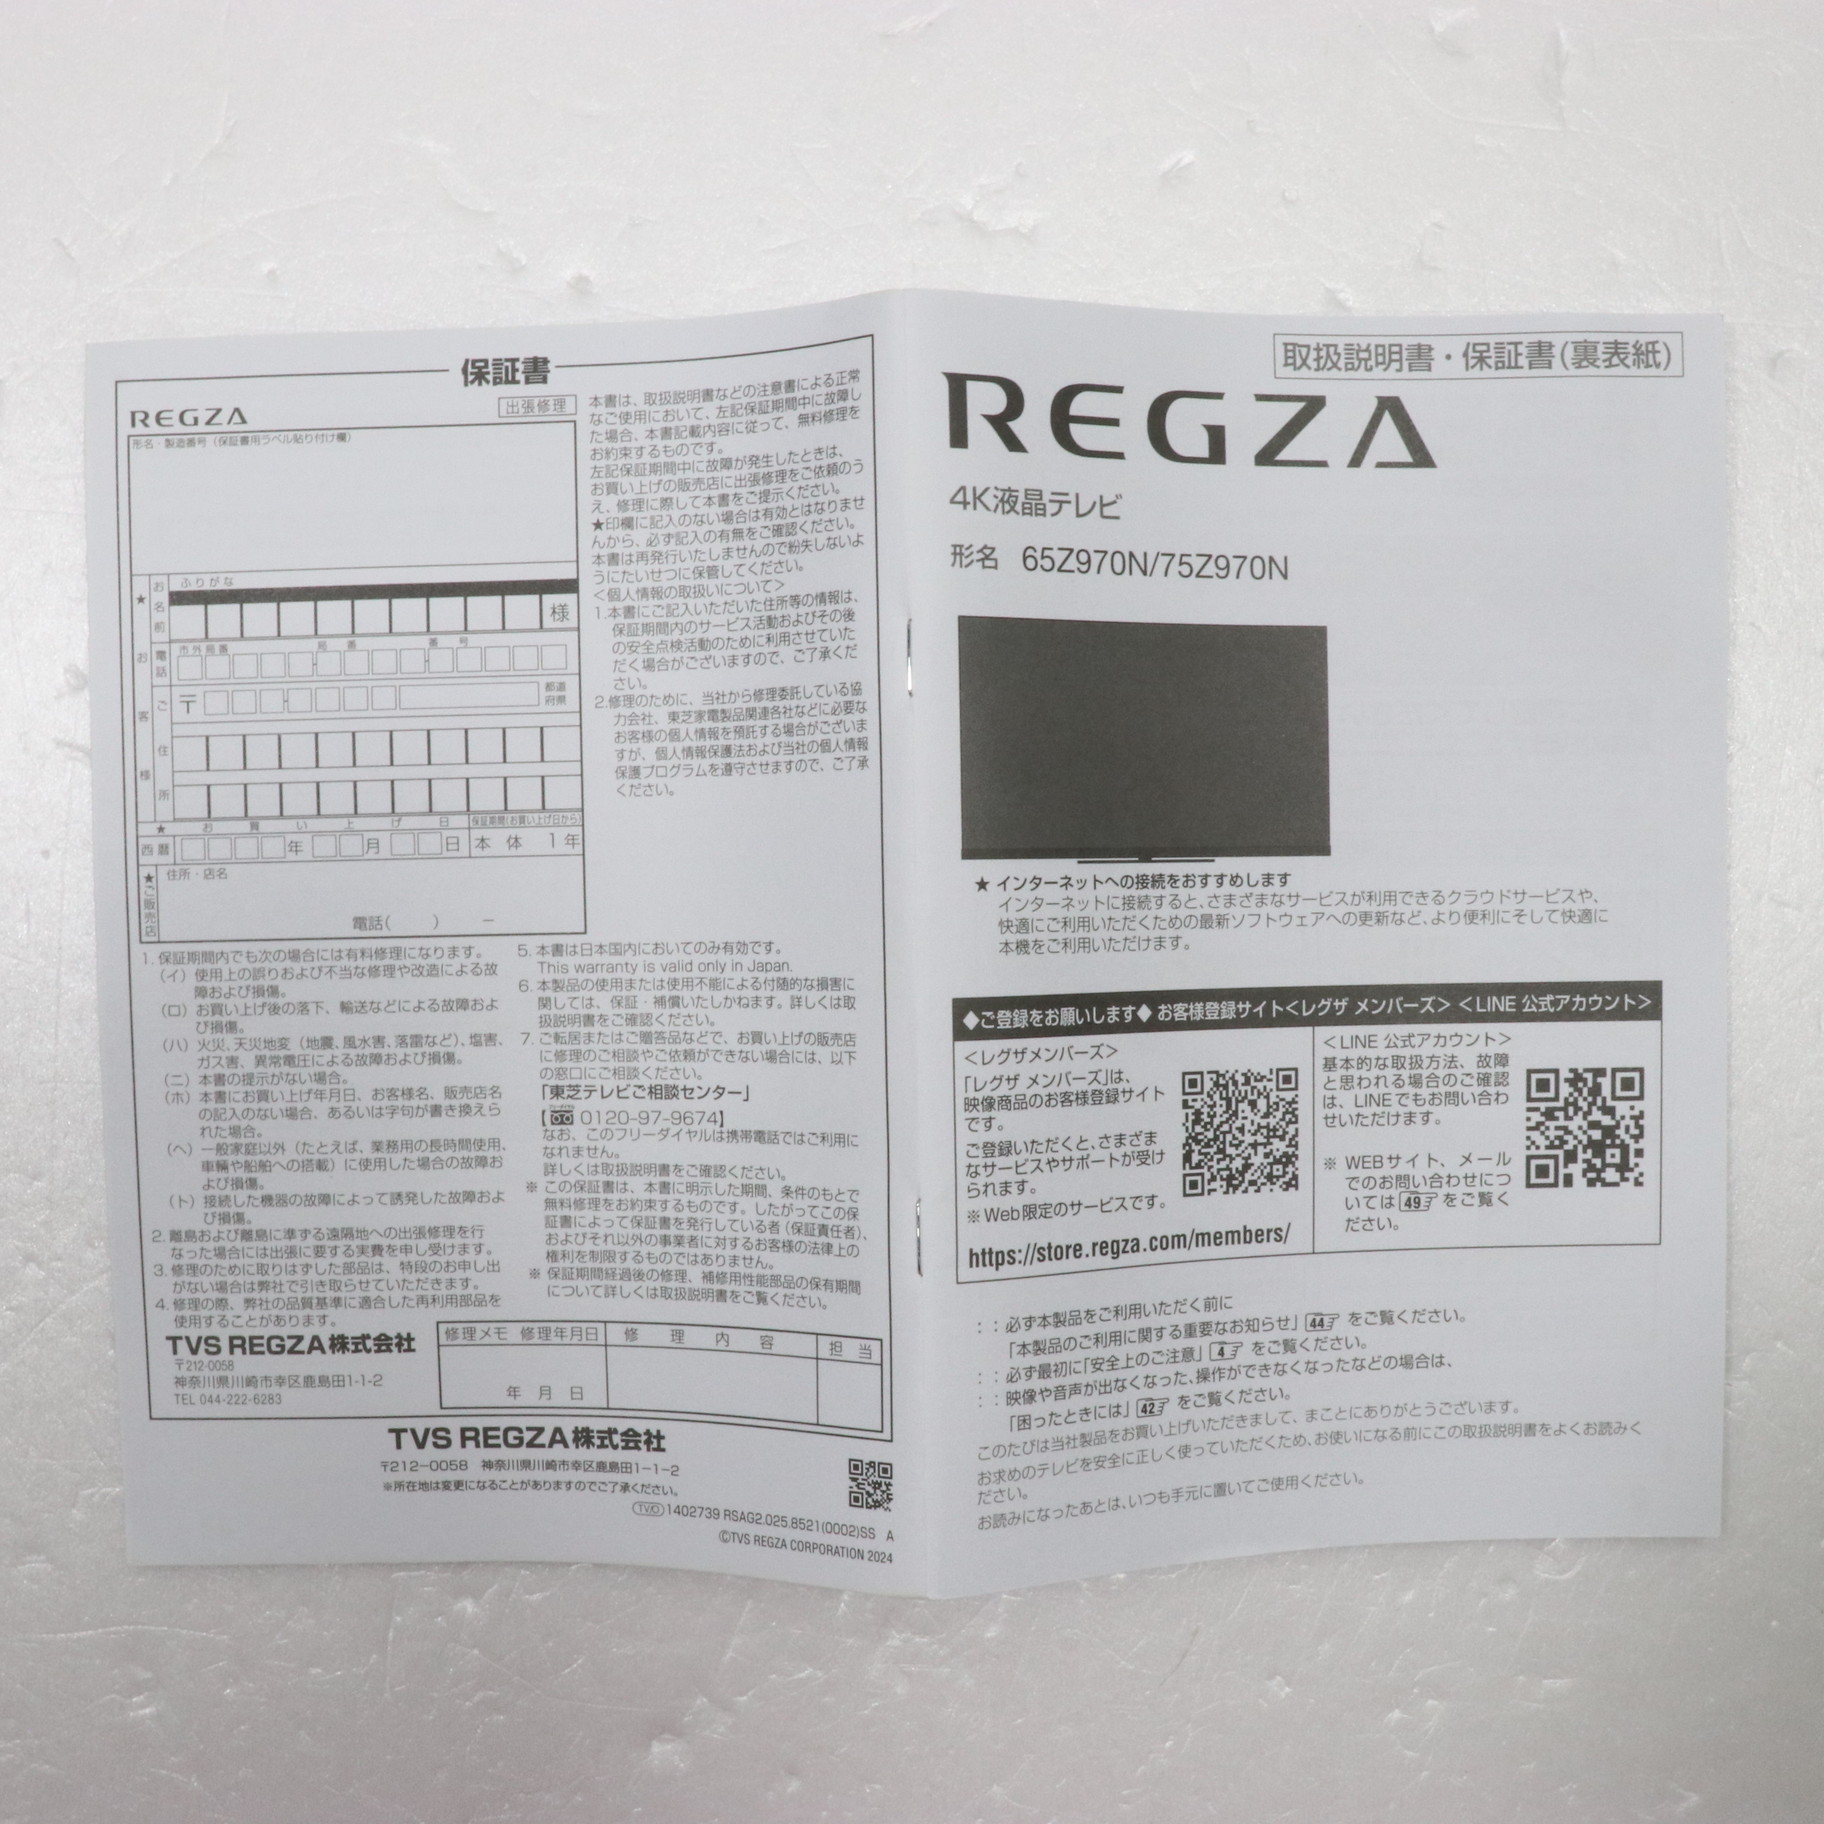 保証書
REGZA
出張修理
形名・製造番号(保証書用ラベル貼り付け欄)
★
お客様
お名前
ふりがな
様
電話
市外局番
局番
番号
ご住所
〒
都道
府県
★
お買い上げ日
保証期間(お買い上げ日から)
西暦
年
月
日
本体 1年
★ご販売店
住所・店名
電話( ) −
本書は、取扱説明書などの注意書による正常
なご使用において、左記保証期間中に故障し
た場合、本書記載内容に従って、無料修理を
お約束するものです。
左記保証期間中に故障が発生したときは、
お買い上げの販売店に出張修理をご依頼のう
え、修理に際して本書をご提示ください。
★印欄に記入のない場合は有効とはなりませ
んから、必ず記入の有無をご確認ください。
本書は再発行いたしませんので紛失しないよ
うにたいせつに保管してください。
<個人情報の取扱いについて>
1.本書にご記入いただいた住所等の情報は、
保証期間内のサービス活動およびその後
の安全点検活動のために利用させていた
だく場合がございますので、ご了承くだ
さい。
2.修理のために、当社から修理委託している協
力会社、東芝家電製品関連各社などに必要な
お客様の個人情報を預託する場合がございま
すが、個人情報保護法および当社の個人情報
保護プログラムを遵守させますので、ご了承
ください。
1. 保証期間内でも次の場合には有料修理になります。
(イ)使用上の誤りおよび不当な修理や改造による故
障および損傷。
(ロ)お買い上げ後の落下、輸送などによる故障およ
び損傷。
(ハ)火災、天災地変(地震、風水害、落雷など)、塩害、
ガス害、異常電圧による故障および損傷。
(ニ)本書の提示がない場合。
(ホ)本書にお買い上げ年月日、お客様名、販売店名
の記入のない場合、あるいは字句が書き換えら
れた場合。
(ヘ)一般家庭以外(たとえば、業務用の長時間使用、
車輛や船舶への搭載)に使用した場合の故障お
よび損傷。
(ト)接続した機器の故障によって誘発した故障およ
び損傷。
2. 離島および離島に準ずる遠隔地への出張修理を行
なった場合には出張に要する実費を申し受けます。
3. 修理のために取りはずした部品は、特段のお申し出
がない場合は弊社で引き取らせていただきます。
4. 修理の際、弊社の品質基準に適合した再利用部品を
使用することがあります。
5. 本書は日本国内においてのみ有効です。
This warranty is valid only in Japan.
6. 本製品の使用または使用不能による付随的な損害に
関しては、保証・補償いたしかねます。詳しくは取
扱説明書をご確認ください。
7. ご転居またはご贈答品などで、お買い上げの販売店
に修理のご相談やご依頼ができない場合には、以下
の窓口にご相談ください。
「東芝テレビご相談センター」
【0120-97-9674】
なお、このフリーダイヤルは携帯電話ではご利用に
なれません。
詳しくは取扱説明書をご確認ください。
※ この保証書は、本書に明示した期間、条件のもとで
無料修理をお約束するものです。したがってこの保
証書によって保証書を発行している者(保証責任者)、
およびそれ以外の事業者に対するお客様の法律上の
権利を制限するものではありません。
※ 保証期間経過後の修理、補修用性能部品の保有期間
について詳しくは取扱説明書をご覧ください。
TVS REGZA株式会社
〒212-0058
神奈川県川崎市幸区鹿島田1-1-2
TEL 044-222-6283
修理メモ 修理年月日 修理内容 担当
年 月 日
TVS REGZA株式会社
〒212-0058 神奈川県川崎市幸区鹿島田1-1-2
※所在地は変更になることがありますのでご了承ください。
TV/D 1402739 RSAG2.025.8521(0002)SS A
©TVS REGZA CORPORATION 2024
取扱説明書・保証書(裏表紙)
REGZA
4K液晶テレビ
形名 65Z970N/75Z970N
★ インターネットへの接続をおすすめします
インターネットに接続すると、さまざまなサービスが利用できるクラウドサービスや、
快適にご利用いただくための最新ソフトウェアへの更新など、より便利にそして快適に
本機をご利用いただけます。
◆ご登録をお願いします◆ お客様登録サイト<レグザ メンバーズ> <LINE 公式アカウント>
<レグザメンバーズ>
「レグザ メンバーズ」は、
映像商品のお客様登録サイト
です。
ご登録いただくと、さまざま
なサービスやサポートが受け
られます。
※Web限定のサービスです。
https://store.regza.com/members/
<LINE 公式アカウント>
基本的な取扱方法、故障
と思われる場合のご確認
は、LINEでもお問い合わ
せいただけます。
※ WEBサイト、メール
でのお問い合わせにつ
いては 49 をご覧く
ださい。
::必ず本製品をご利用いただく前に
「本製品のご利用に関する重要なお知らせ」 44 をご覧ください。
::必ず最初に「安全上のご注意」 4 をご覧ください。
::映像や音声が出なくなった、操作ができなくなったなどの場合は、
「困ったときには」 42 をご覧ください。
このたびは当社製品をお買い上げいただきまして、まことにありがとうございます。
お求めのテレビを安全に正しく使っていただくため、お使いになる前にこの取扱説明書をよくお読みく
ださい。
お読みになったあとは、いつも手元に置いてご使用ください。